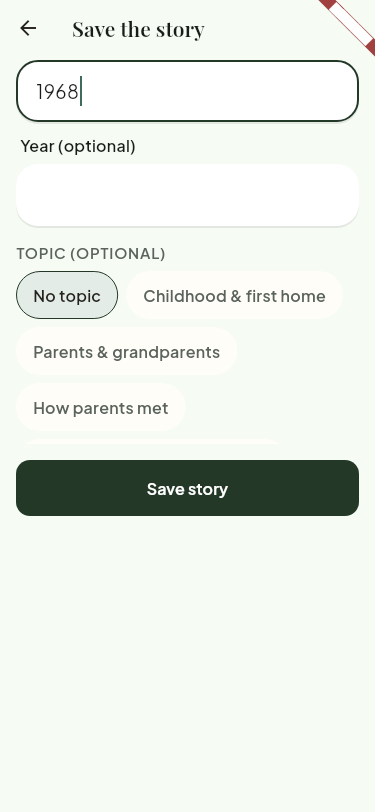 Save the story
1968
Year (optional)
TOPIC (OPTIONAL)
No topic
Childhood & first home
Parents & grandparents
How parents met
Save story